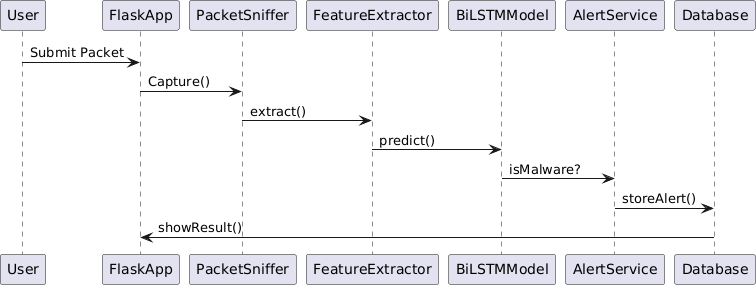 User FlaskApp PacketSniffer FeatureExtractor BiLSTMModel AlertService Database
Submit Packet
Capture()
extract()
predict()
isMalware?
storeAlert()
showResult()
User FlaskApp PacketSniffer FeatureExtractor BiLSTMModel AlertService Database